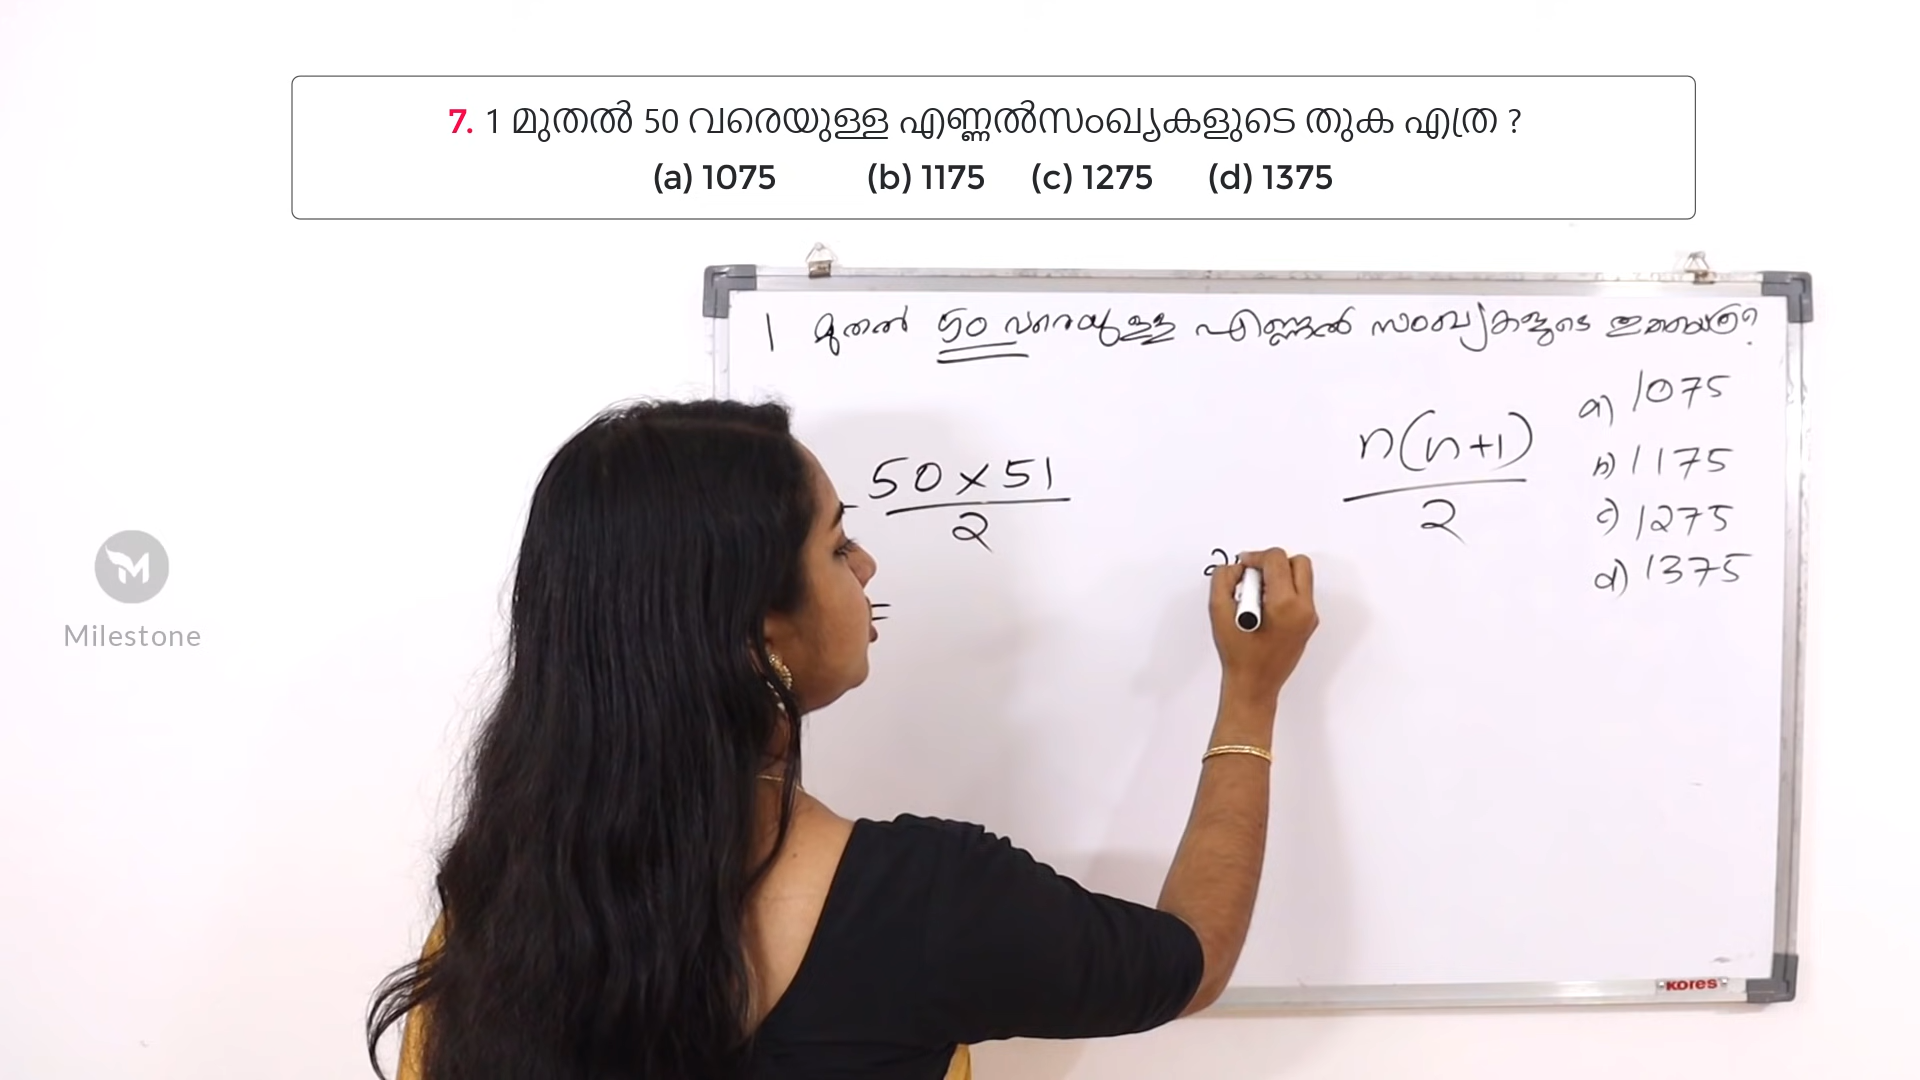 7. 1 മുതൽ 50 വരെയുള്ള എണ്ണൽസംഖ്യകളുടെ തുക എത്ര ?
(a) 1075 (b) 1175 (c) 1275 (d) 1375
1 മുതൽ 50 വരെയുള്ള എണ്ണൽ സംഖ്യകളുടെ
a) 1075
n(n+1)
2
b) 1175
= 50 × 51
2
c) 1275
d) 1375
=
Milestone
KORES